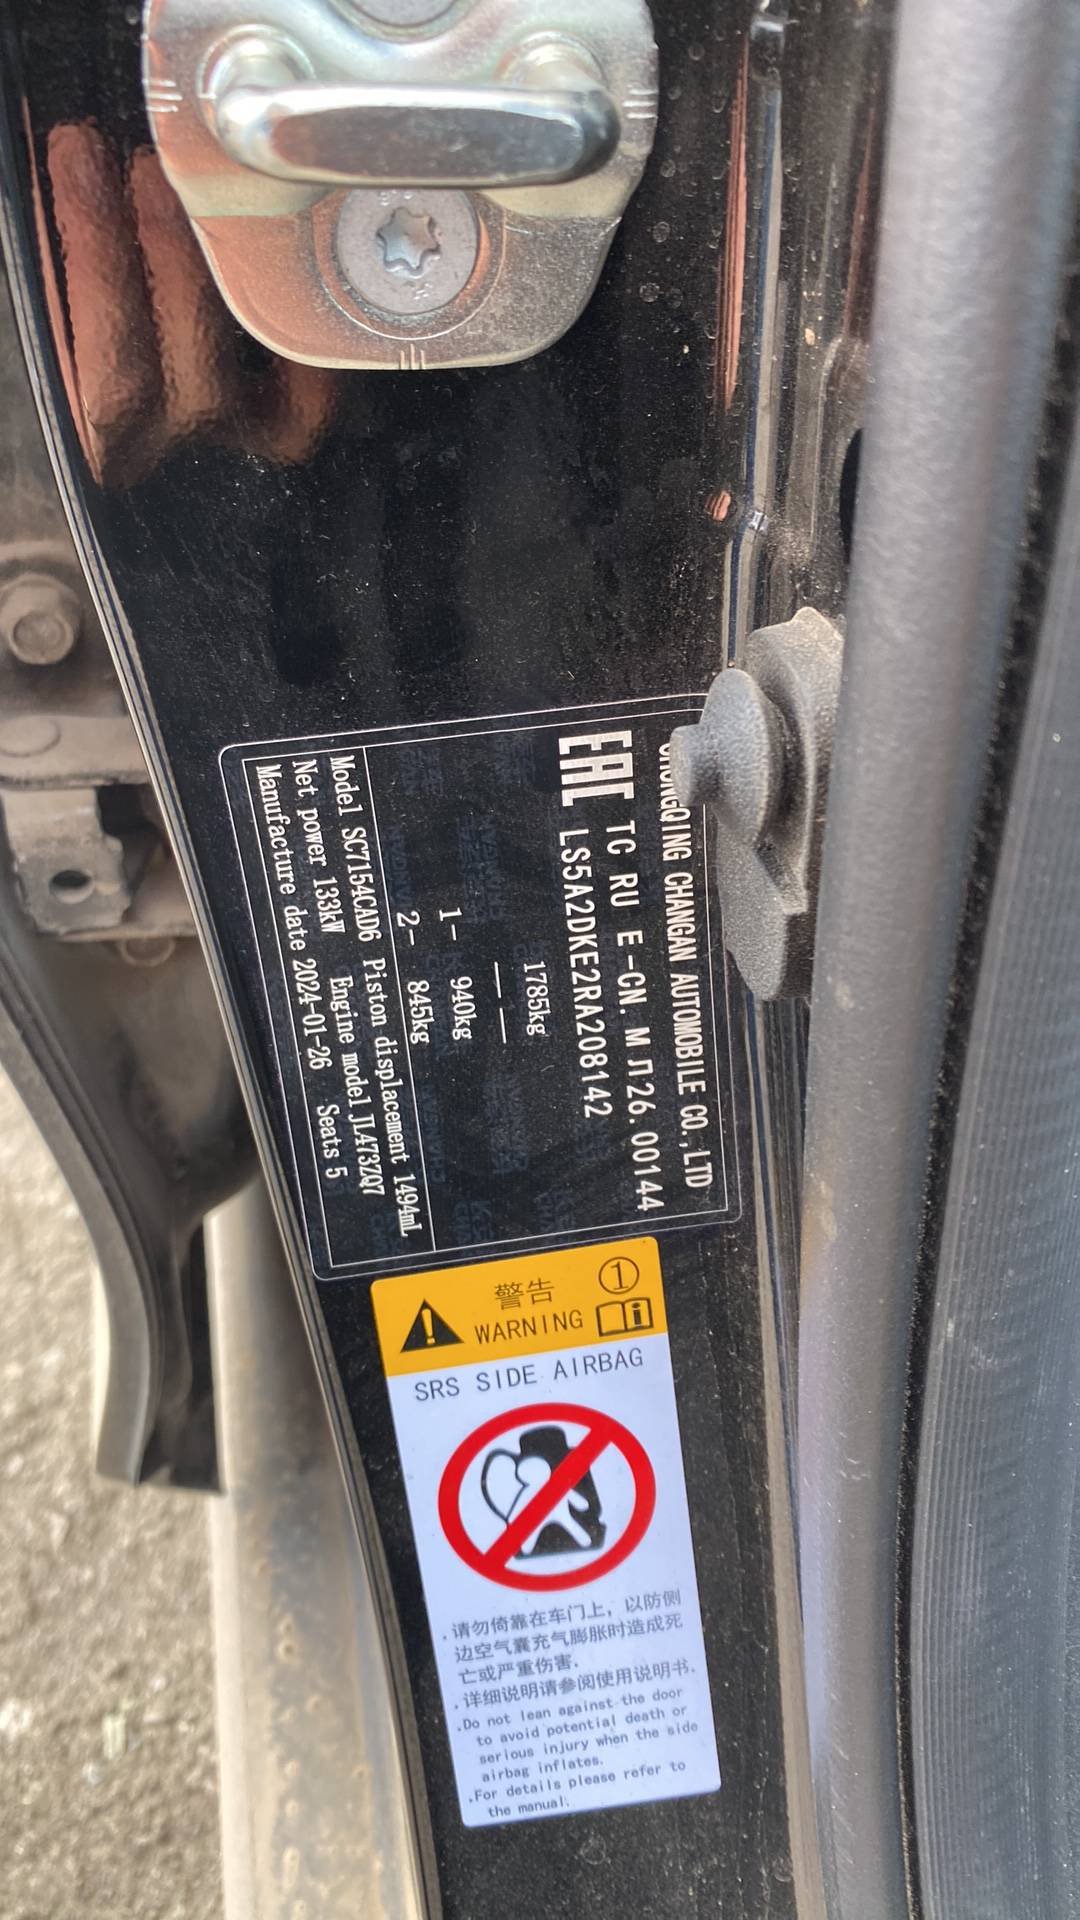 CHONGQING CHANGAN AUTOMOBILE CO.,LTD
EAC TC RU E-CN.МЛ26.00144
LS5A2DKE2RA208142
1785kg
——
1- 940kg
2- 845kg
Model SC7154CAD6 Piston displacement 1494mL
Net power 133kW Engine model JL473ZQ7
Manufacture date 2024-01-26 Seats 5
警告 ①
WARNING
SRS SIDE AIRBAG
.请勿倚靠在车门上，以防侧
边空气囊充气膨胀时造成死
亡或严重伤害.
.详细说明请参阅使用说明书.
.Do not lean against the door
to avoid potential death or
serious injury when the side
airbag inflates.
.For details please refer to
the manual.